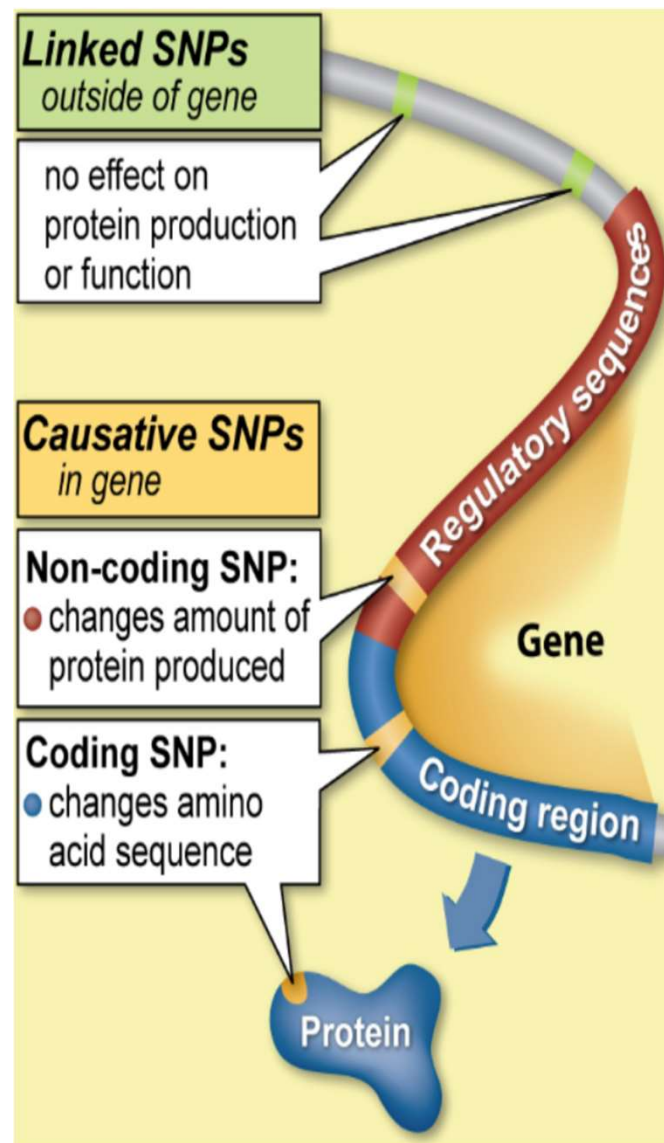 Linked SNPs
outside of gene
no effect on
protein production
or function
Regulatory sequences
Causative SNPs
in gene
Non-coding SNP:
● changes amount of
protein produced
Gene
Coding SNP:
● changes amino
acid sequence
Coding region
Protein